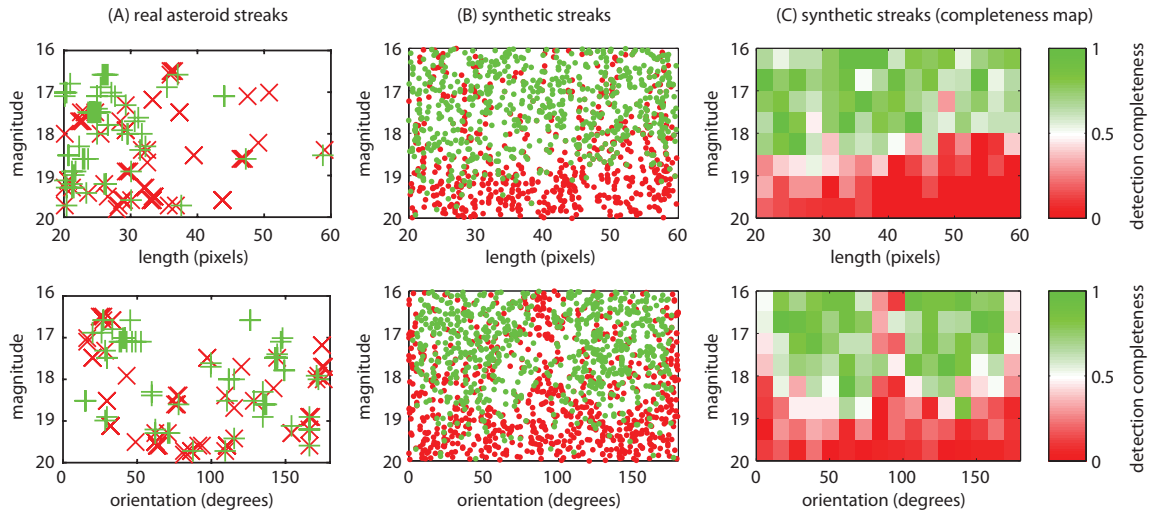 (A) real asteroid streaks
(B) synthetic streaks
(C) synthetic streaks (completeness map)
16
17
18
19
20
magnitude
20 30 40 50 60
length (pixels)
16
17
18
19
20
magnitude
20 30 40 50 60
length (pixels)
16
17
18
19
20
magnitude
20 30 40 50 60
length (pixels)
1
0.5
0
detection completeness
16
17
18
19
20
magnitude
0 50 100 150
orientation (degrees)
16
17
18
19
20
magnitude
0 50 100 150
orientation (degrees)
16
17
18
19
20
magnitude
0 50 100 150
orientation (degrees)
1
0.5
0
detection completeness